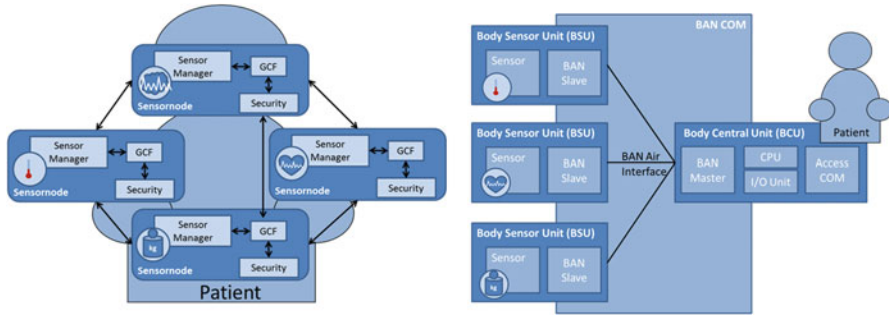 Sensor
Manager
GCF
Security
Sensornode
Sensor
Manager
GCF
Security
Sensornode
Sensor
Manager
GCF
Security
Sensornode
Sensor
Manager
GCF
Security
kg
Sensornode
Patient
BAN COM
Body Sensor Unit (BSU)
Sensor
BAN
Slave
Body Sensor Unit (BSU)
Sensor
BAN
Slave
Body Sensor Unit (BSU)
Sensor
BAN
Slave
kg
BAN Air
Interface
Patient
Body Central Unit (BCU)
BAN
Master
CPU
I/O Unit
Access
COM